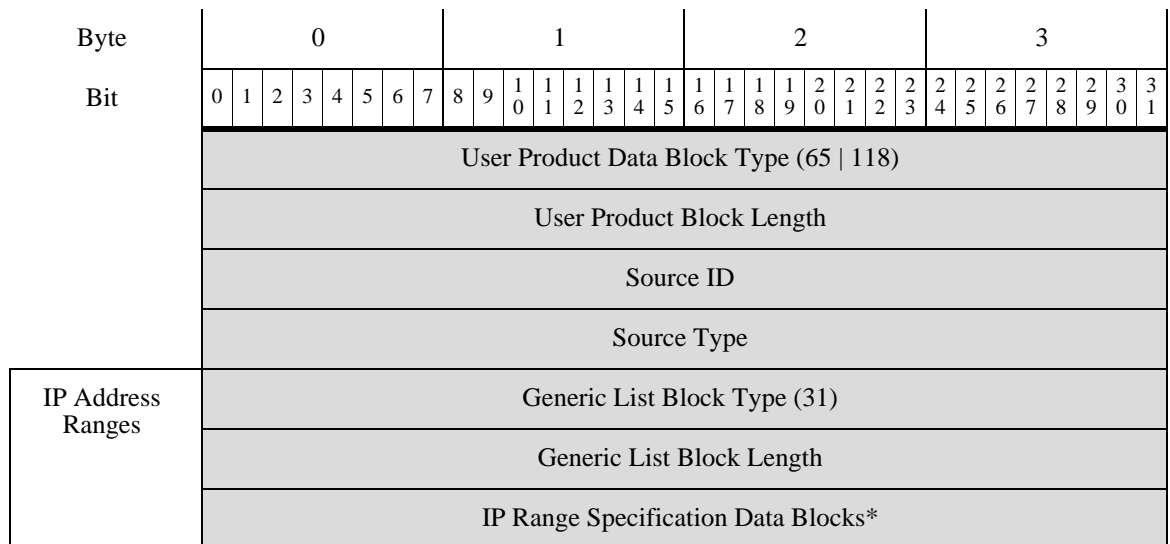 Byte 0 1 2 3
Bit 0 1 2 3 4 5 6 7 8 9 10 11 12 13 14 15 16 17 18 19 20 21 22 23 24 25 26 27 28 29 30 31
User Product Data Block Type (65 | 118)
User Product Block Length
Source ID
Source Type
IP Address
Ranges
Generic List Block Type (31)
Generic List Block Length
IP Range Specification Data Blocks*